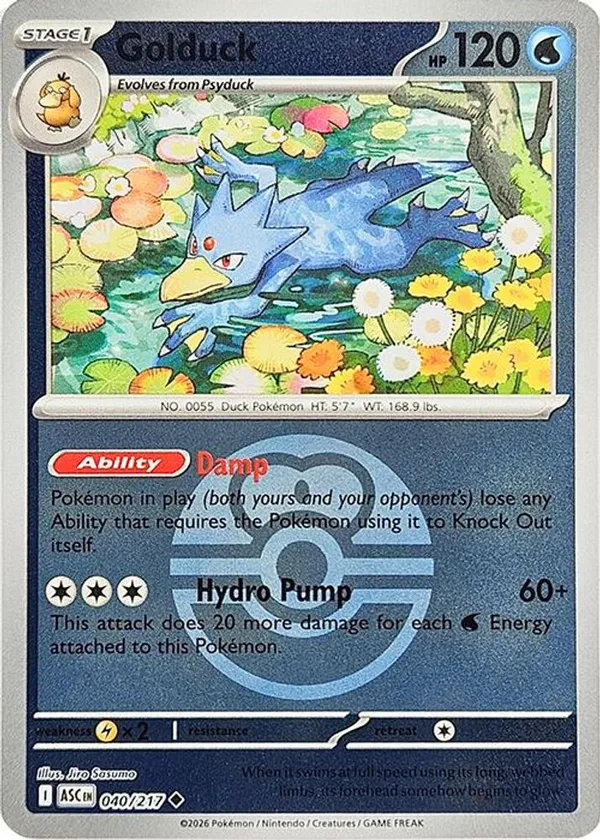 STAGE1
Golduck
HP 120
Evolves from Psyduck
NO. 0055 Duck Pokémon HT: 5'7" WT: 168.9 lbs.
Ability Damp
Pokémon in play (both yours and your opponent's) lose any
Ability that requires the Pokémon using it to Knock Out
itself.
Hydro Pump 60+
This attack does 20 more damage for each Energy
attached to this Pokémon.
weakness ×2 resistance retreat
Illus. Jiro Sasumo
When it swims at full speed using its long, webbed
limbs, its forehead somehow begins to glow.
I ASC EN 040/217
©2026 Pokémon / Nintendo / Creatures / GAME FREAK